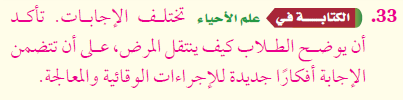 33. الكتابة في علم الأحياء تختلف الإجابات. تأكد
أن يوضح الطلاب كيف ينتقل المرض، على أن تتضمن
الإجابة أفكارًا جديدة للإجراءات الوقائية والمعالجة.